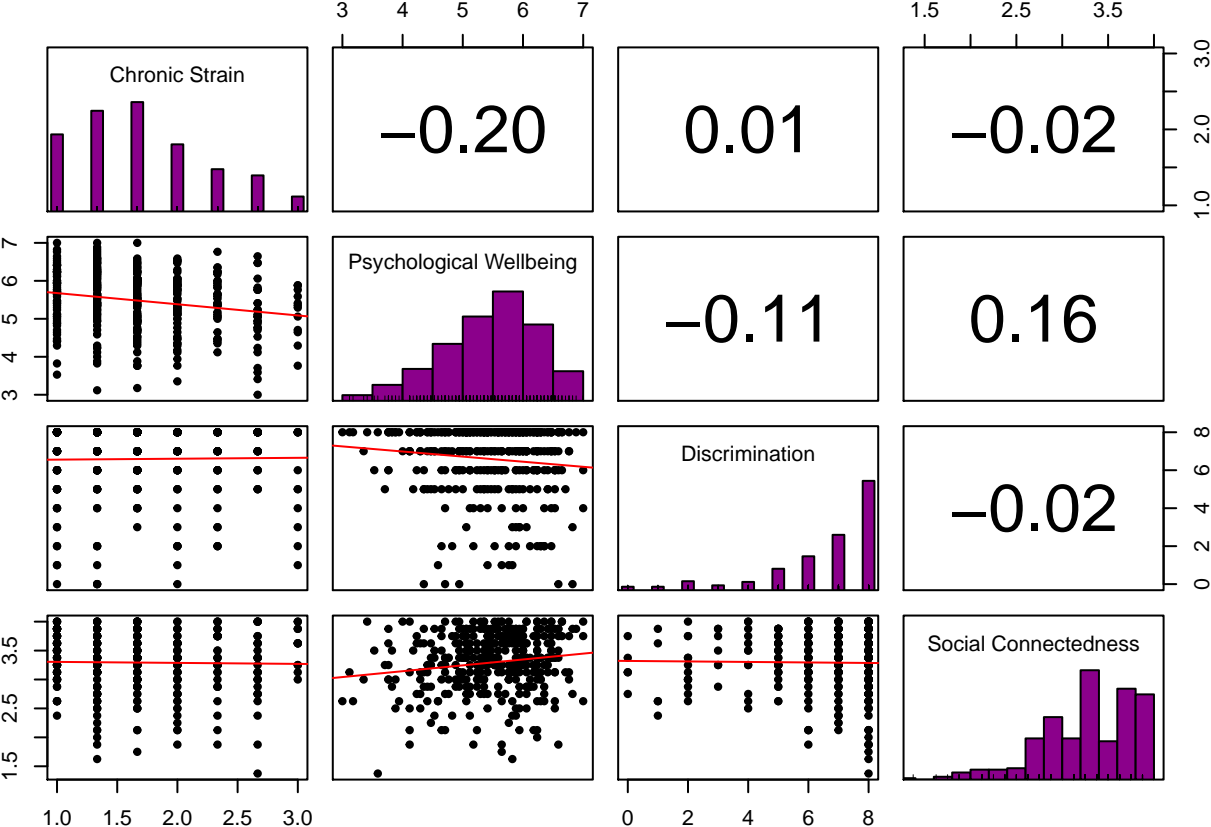 3 4 5 6 7 1.5 2.5 3.5
Chronic Strain −0.20 0.01 −0.02 1.0 2.0 3.0
3 4 5 6 7 Psychological Wellbeing −0.11 0.16
Discrimination −0.02 0 2 4 6 8
1.5 2.5 3.5 Social Connectedness
1.0 1.5 2.0 2.5 3.0 0 2 4 6 8